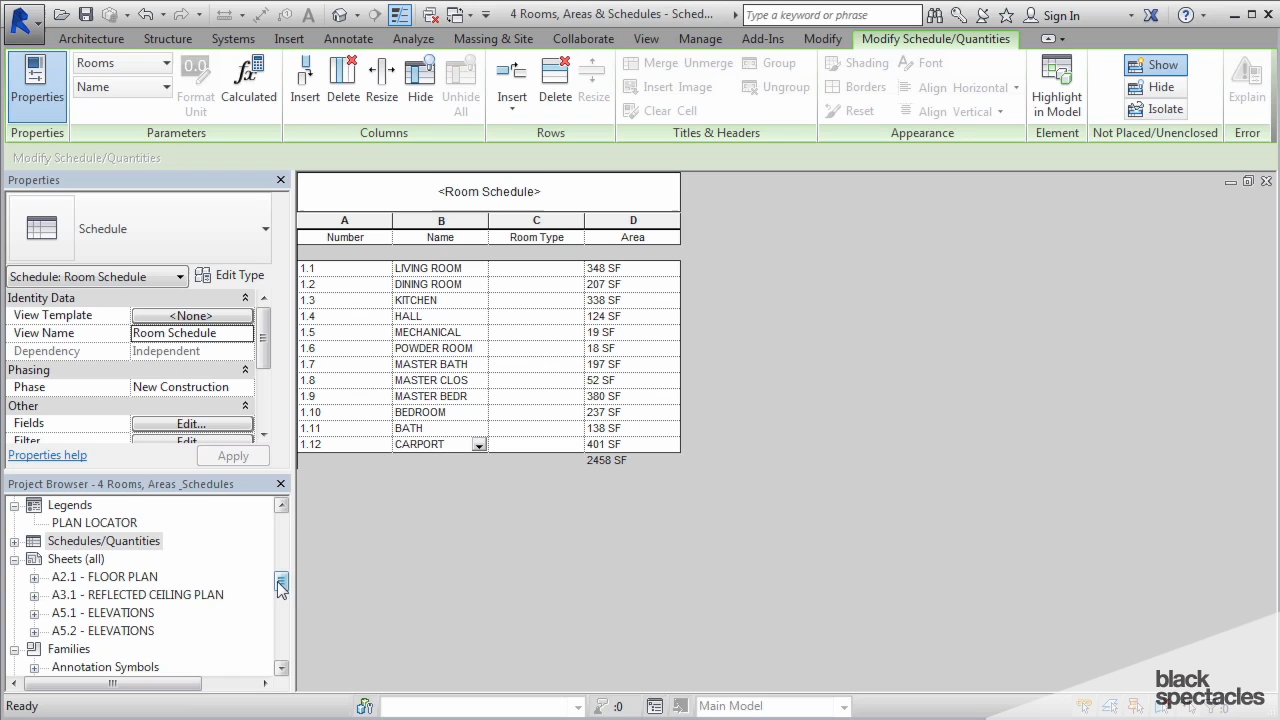 4 Rooms, Areas & Schedules - Sched...
Type a keyword or phrase
Sign In
Architecture Structure Systems Insert Annotate Analyze Massing & Site Collaborate View Manage Add-Ins Modify Modify Schedule/Quantities
Properties
Rooms
Name
Format Unit
Calculated
Insert Delete Resize Hide Unhide All
Insert Delete Resize
Merge Unmerge
Insert Image
Clear Cell
Group
Ungroup
Shading
Borders
Reset
Font
Align Horizontal
Align Vertical
Highlight in Model
Show
Hide
Isolate
Explain
Properties Parameters Columns Rows Titles & Headers Appearance Element Not Placed/Unenclosed Error
Modify Schedule/Quantities
Properties
Schedule
Schedule: Room Schedule
Edit Type
Identity Data
View Template <None>
View Name Room Schedule
Dependency Independent
Phasing
Phase New Construction
Other
Fields Edit...
Filter Edit
Properties help
Apply
Project Browser - 4 Rooms, Areas _Schedules
Legends
PLAN LOCATOR
Schedules/Quantities
Sheets (all)
A2.1 - FLOOR PLAN
A3.1 - REFLECTED CEILING PLAN
A5.1 - ELEVATIONS
A5.2 - ELEVATIONS
Families
Annotation Symbols
<Room Schedule>
A B C D
Number Name Room Type Area
1.1 LIVING ROOM 348 SF
1.2 DINING ROOM 207 SF
1.3 KITCHEN 338 SF
1.4 HALL 124 SF
1.5 MECHANICAL 19 SF
1.6 POWDER ROOM 18 SF
1.7 MASTER BATH 197 SF
1.8 MASTER CLOS 52 SF
1.9 MASTER BEDR 380 SF
1.10 BEDROOM 237 SF
1.11 BATH 138 SF
1.12 CARPORT 401 SF
2458 SF
Ready
:0
Main Model
:0
black
spectacles